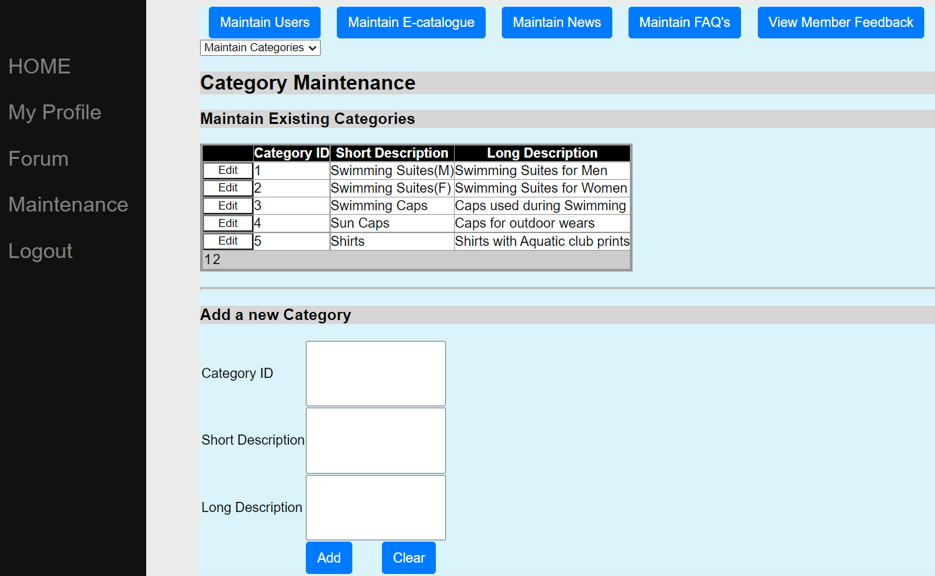 HOME
My Profile
Forum
Maintenance
Logout
Maintain Users Maintain E-catalogue Maintain News Maintain FAQ's View Member Feedback
Maintain Categories
Category Maintenance
Maintain Existing Categories
Category ID Short Description Long Description
Edit 1 Swimming Suites(M) Swimming Suites for Men
Edit 2 Swimming Suites(F) Swimming Suites for Women
Edit 3 Swimming Caps Caps used during Swimming
Edit 4 Sun Caps Caps for outdoor wears
Edit 5 Shirts Shirts with Aquatic club prints
1 2
Add a new Category
Category ID
Short Description
Long Description
Add Clear